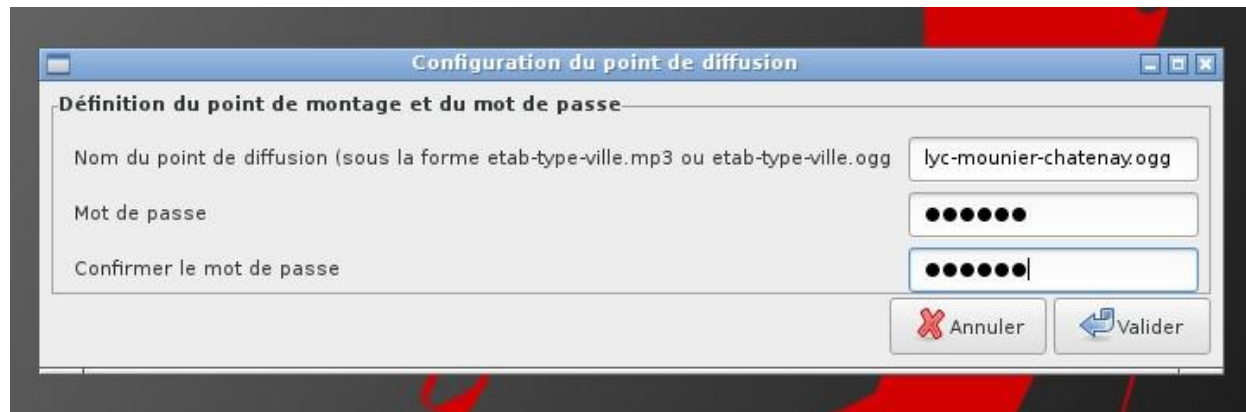 Configuration du point de diffusion
Définition du point de montage et du mot de passe
Nom du point de diffusion (sous la forme etab-type-ville.mp3 ou etab-type-ville.ogg lyc-mounier-chatenay.ogg
Mot de passe ●●●●●●
Confirmer le mot de passe ●●●●●●
Annuler Valider